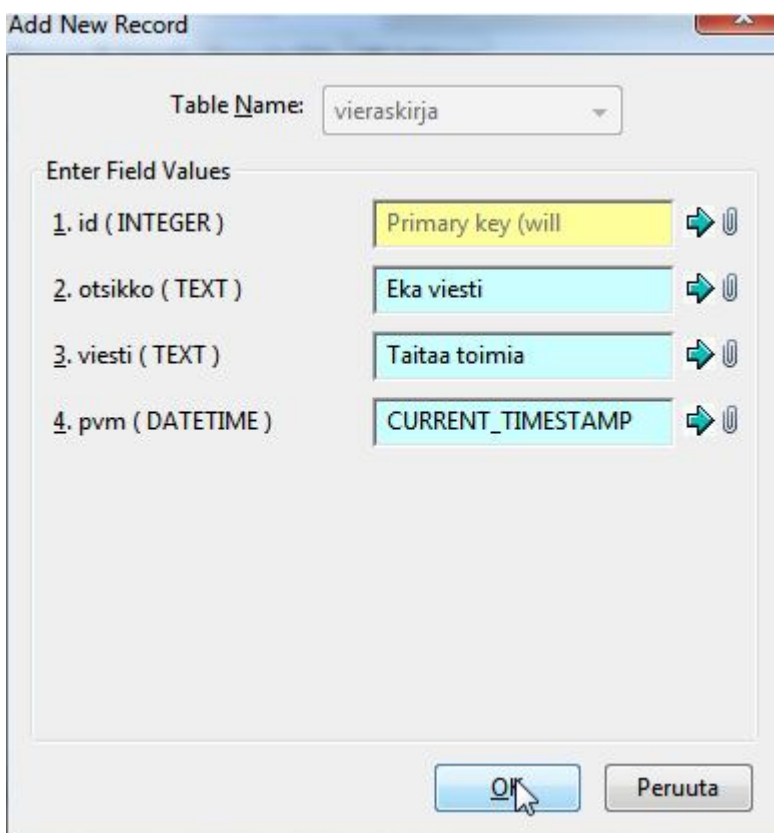 Add New Record
Table Name: vieraskirja
Enter Field Values
1. id ( INTEGER ) Primary key (will
2. otsikko ( TEXT ) Eka viesti
3. viesti ( TEXT ) Taitaa toimia
4. pvm ( DATETIME ) CURRENT_TIMESTAMP
OK Peruuta